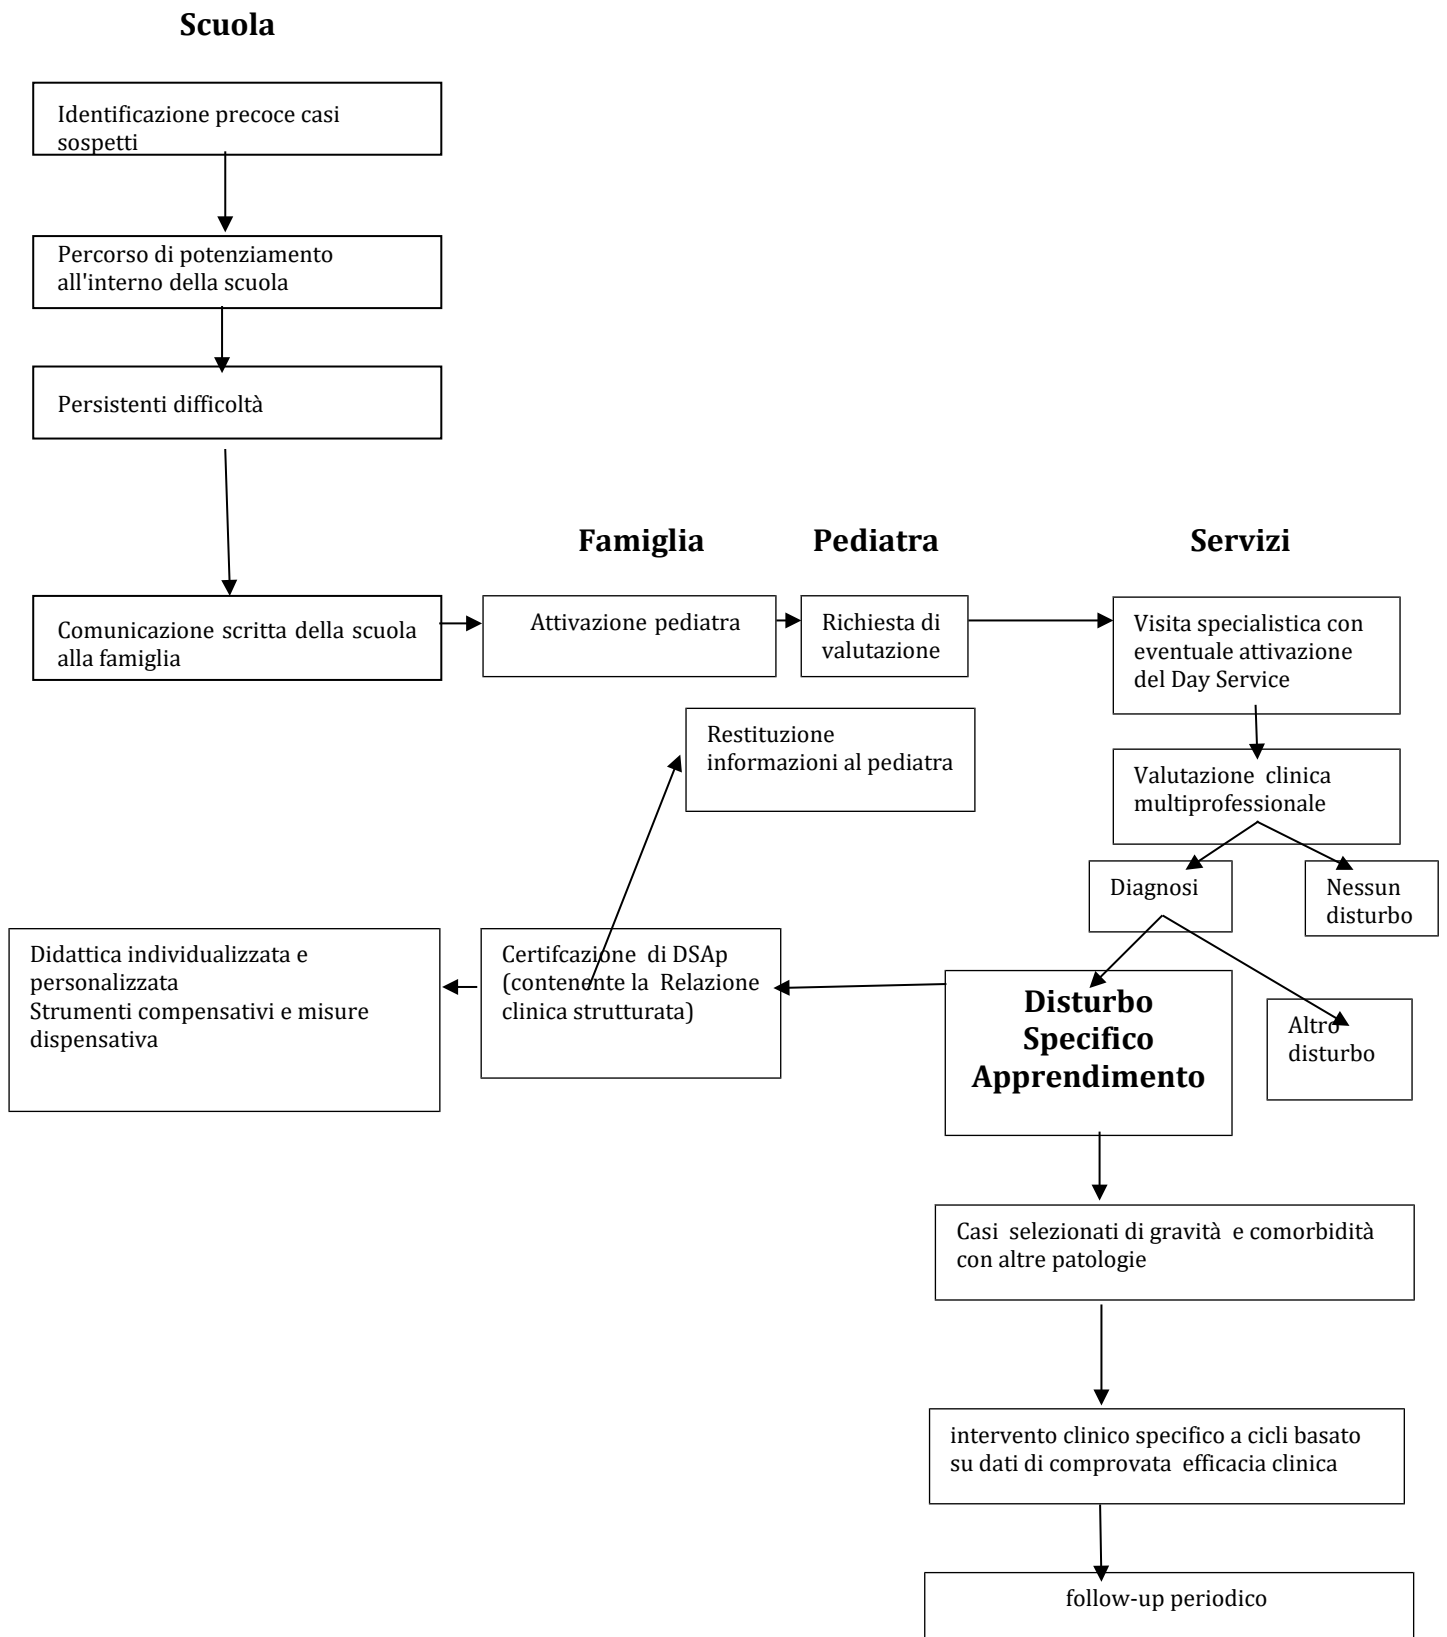 Scuola
Identificazione precoce casi
sospetti
Percorso di potenziamento
all'interno della scuola
Persistenti difficoltà
Famiglia
Pediatra
Servizi
Comunicazione scritta della scuola
alla famiglia
Attivazione pediatra
Richiesta di
valutazione
Visita specialistica con
eventuale attivazione
del Day Service
Restituzione
informazioni al pediatra
Valutazione clinica
multiprofessionale
Diagnosi
Nessun
disturbo
Didattica individualizzata e
personalizzata
Strumenti compensativi e misure
dispensativa
Certifcazione di DSAp
(contenente la Relazione
clinica strutturata)
Disturbo
Specifico
Apprendimento
Altro
disturbo
Casi selezionati di gravità e comorbidità
con altre patologie
intervento clinico specifico a cicli basato
su dati di comprovata efficacia clinica
follow-up periodico